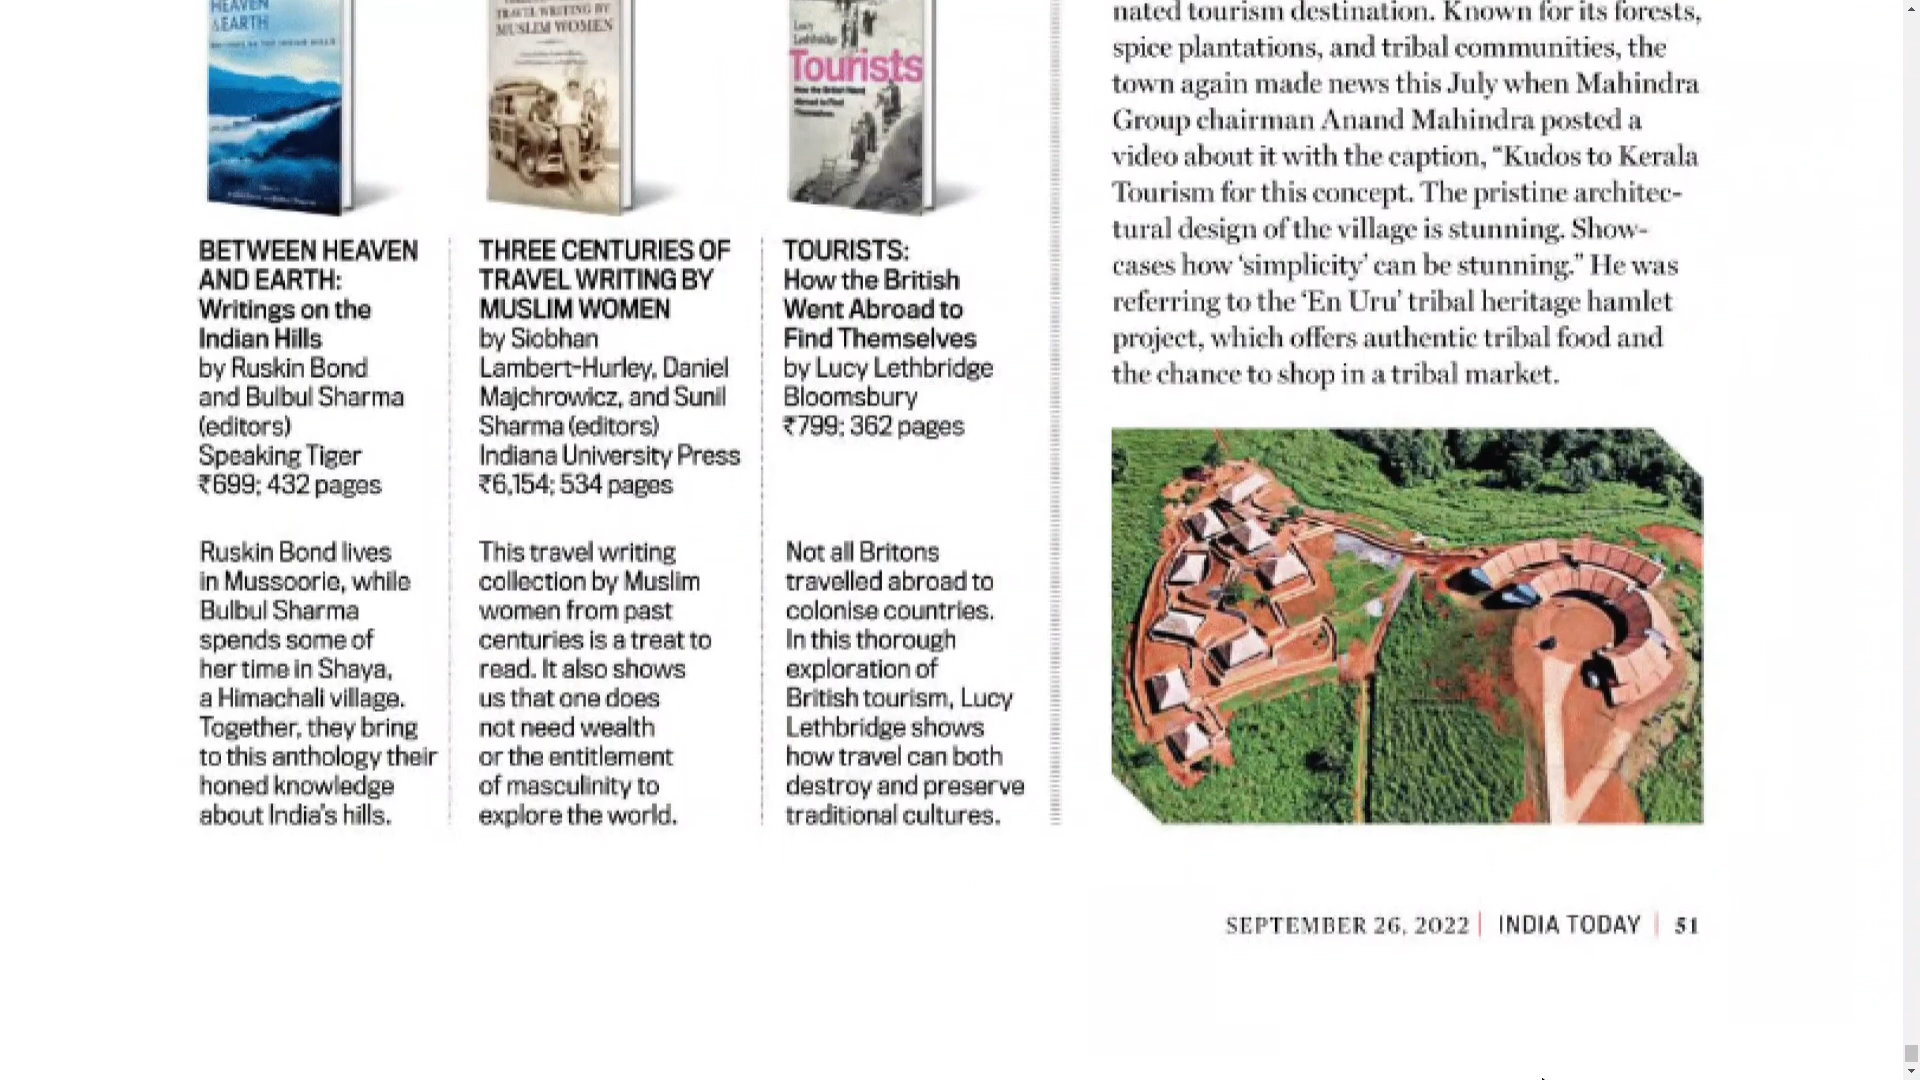 HEAVEN
& EARTH
TRAVEL WRITING BY
MUSLIM WOMEN
Lucy
Lethbridge
Tourists
How the British Went
Abroad to Find
Themselves
BETWEEN HEAVEN
AND EARTH:
Writings on the
Indian Hills
by Ruskin Bond
and Bulbul Sharma
(editors)
Speaking Tiger
₹699; 432 pages
Ruskin Bond lives
in Mussoorie, while
Bulbul Sharma
spends some of
her time in Shaya,
a Himachali village.
Together, they bring
to this anthology their
honed knowledge
about India's hills.
THREE CENTURIES OF
TRAVEL WRITING BY
MUSLIM WOMEN
by Siobhan
Lambert-Hurley, Daniel
Majchrowicz, and Sunil
Sharma (editors)
Indiana University Press
₹6,154; 534 pages
This travel writing
collection by Muslim
women from past
centuries is a treat to
read. It also shows
us that one does
not need wealth
or the entitlement
of masculinity to
explore the world.
TOURISTS:
How the British
Went Abroad to
Find Themselves
by Lucy Lethbridge
Bloomsbury
₹799; 362 pages
Not all Britons
travelled abroad to
colonise countries.
In this thorough
exploration of
British tourism, Lucy
Lethbridge shows
how travel can both
destroy and preserve
traditional cultures.
nated tourism destination. Known for its forests,
spice plantations, and tribal communities, the
town again made news this July when Mahindra
Group chairman Anand Mahindra posted a
video about it with the caption, “Kudos to Kerala
Tourism for this concept. The pristine architec-
tural design of the village is stunning. Show-
cases how ‘simplicity’ can be stunning.” He was
referring to the ‘En Uru’ tribal heritage hamlet
project, which offers authentic tribal food and
the chance to shop in a tribal market.
SEPTEMBER 26, 2022 | INDIA TODAY | 51